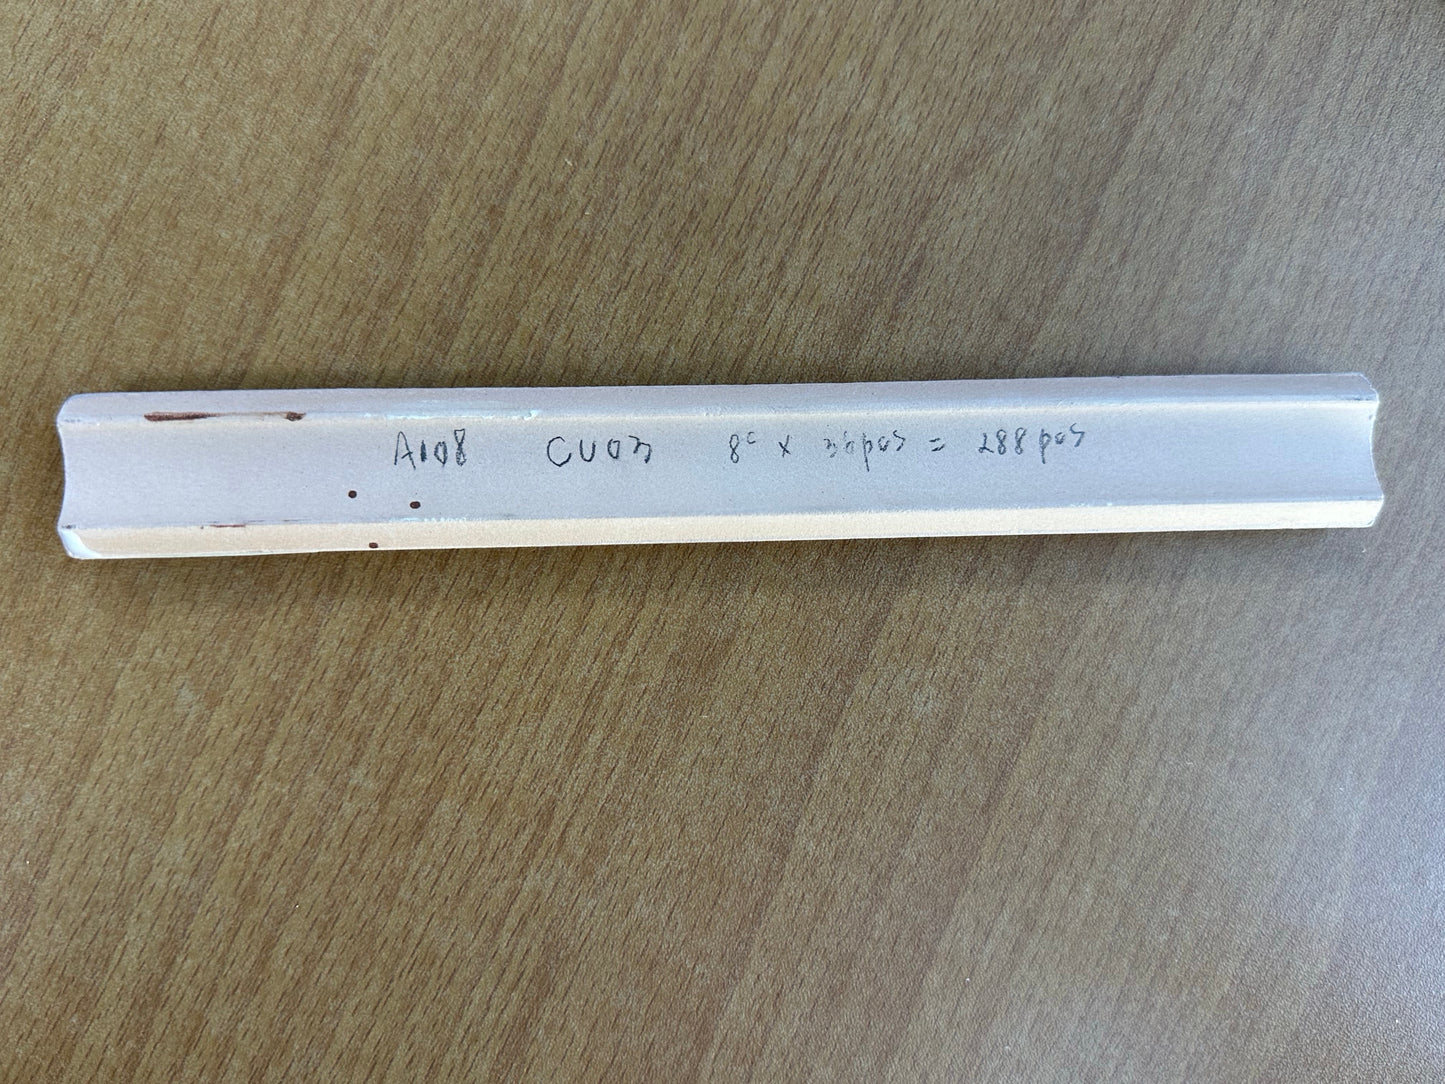 A108 CU03 8c x 36pcs = 288pcs